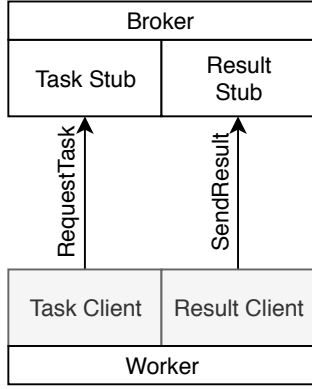 Broker
Task Stub
Result
Stub
RequestTask
SendResult
Task Client
Result Client
Worker